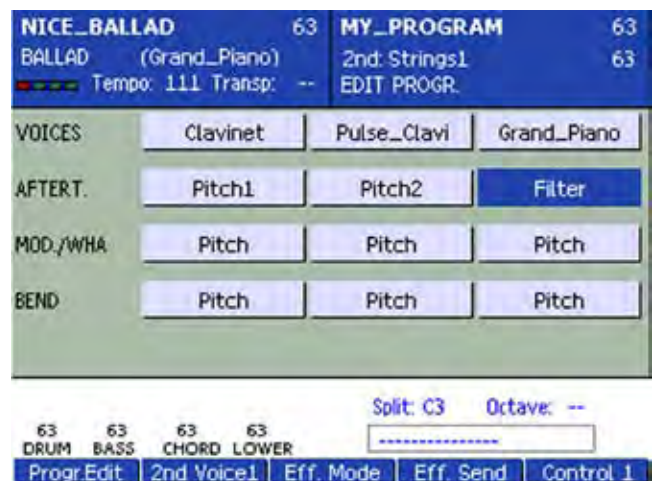 NICE_BALLAD 63 MY_PROGRAM 63
BALLAD (Grand_Piano) 2nd: Strings1 63
Tempo: 111 Transp: -- EDIT PROGR.
VOICES Clavinet Pulse_Clavi Grand_Piano
AFTERT. Pitch1 Pitch2 Filter
MOD./WHA Pitch Pitch Pitch
BEND Pitch Pitch Pitch
Split: C3 Octave: --
63 63 63 63 ---------------
DRUM BASS CHORD LOWER
Progr.Edit 2nd Voice1 Eff. Mode Eff. Send Control 1